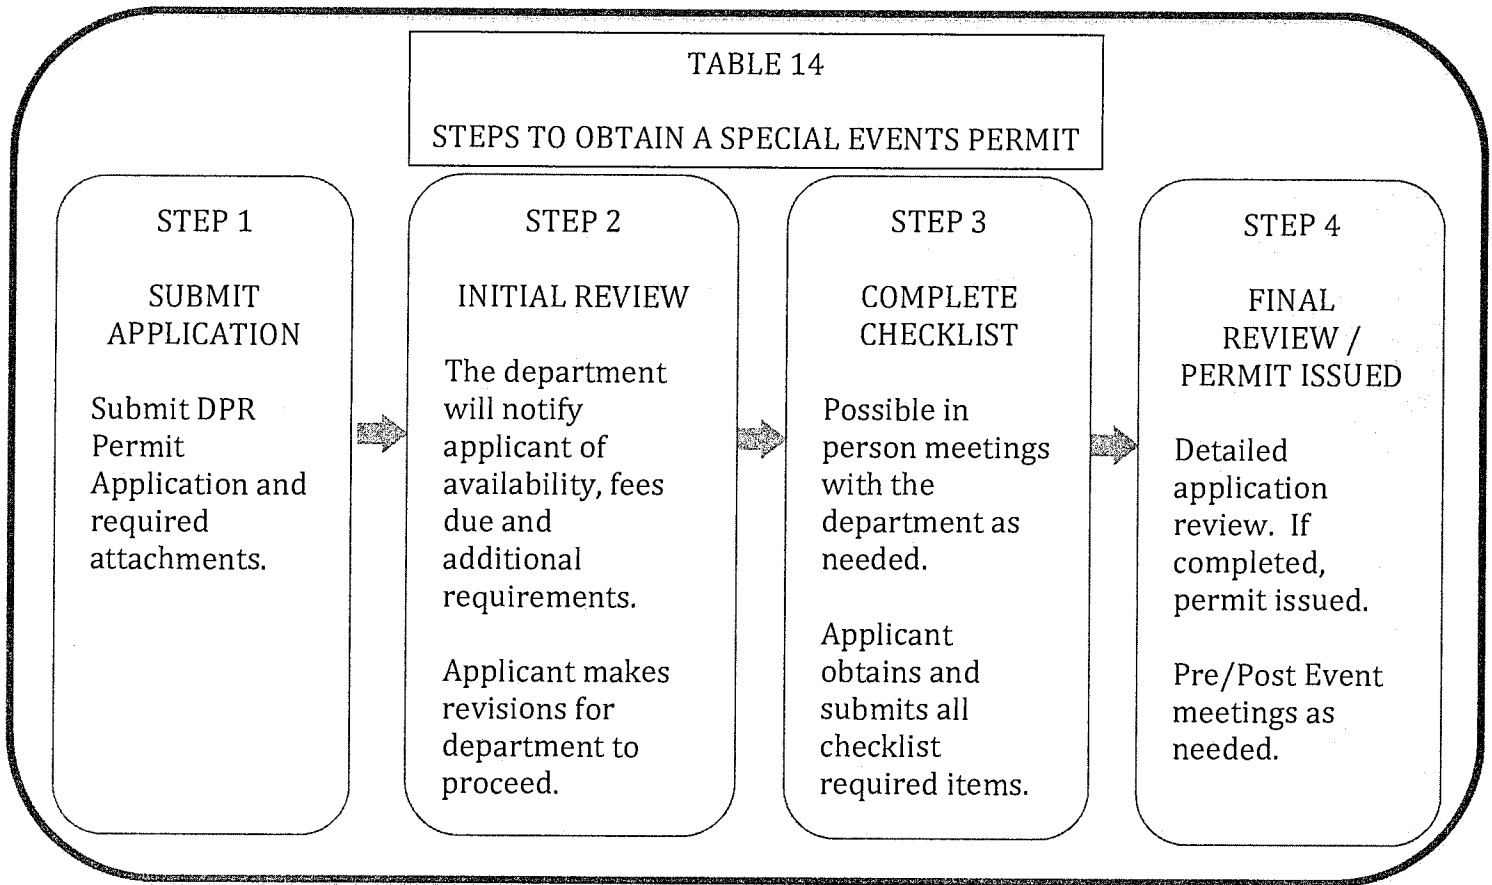 TABLE 14
STEPS TO OBTAIN A SPECIAL EVENTS PERMIT
STEP 1
SUBMIT
APPLICATION
Submit DPR
Permit
Application and
required
attachments.
STEP 2
INITIAL REVIEW
The department
will notify
applicant of
availability, fees
due and
additional
requirements.
Applicant makes
revisions for
department to
proceed.
STEP 3
COMPLETE
CHECKLIST
Possible in
person meetings
with the
department as
needed.
Applicant
obtains and
submits all
checklist
required items.
STEP 4
FINAL
REVIEW /
PERMIT ISSUED
Detailed
application
review.  If
completed,
permit issued.
Pre/Post Event
meetings as
needed.